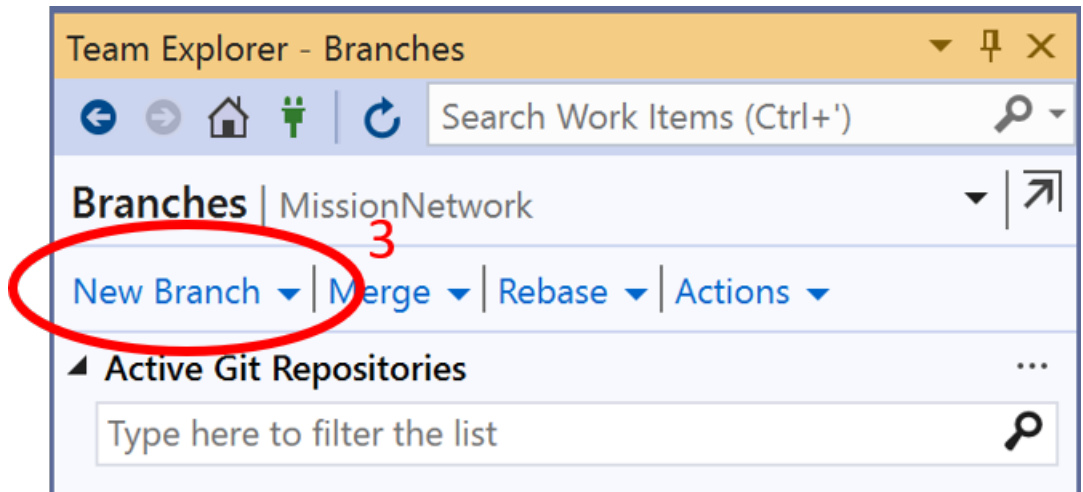 Team Explorer - Branches
Search Work Items (Ctrl+')
Branches | MissionNetwork
3
New Branch | Merge | Rebase | Actions
Active Git Repositories
...
Type here to filter the list